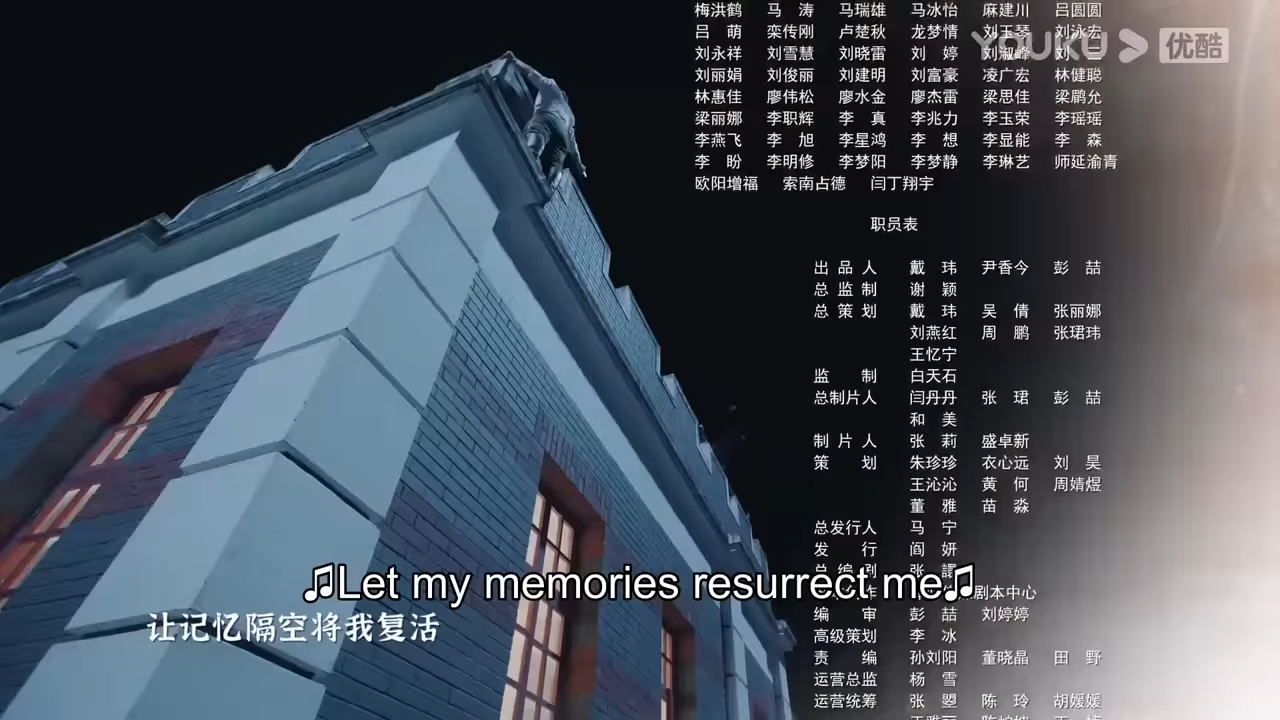 梅洪鹤 马 涛 马瑞雄 马冰怡 麻建川 吕圆圆
吕 萌 栾传刚 卢楚秋 龙梦情 刘玉琴 刘泳宏
YOUKU 优酷
刘永祥 刘雪慧 刘晓雷 刘 婷 刘淑峰 刘 三
刘丽娟 刘俊丽 刘建明 刘富豪 凌广宏 林健聪
林惠佳 廖伟松 廖水金 廖杰雷 梁思佳 梁鹛允
梁丽娜 李职辉 李 真 李兆力 李玉荣 李瑶瑶
李燕飞 李 旭 李星鸿 李 想 李显能 李 森
李 盼 李明修 李梦阳 李梦静 李琳艺 师延渝青
欧阳增福 索南占德 闫丁翔宇
职员表
出 品 人 戴 玮 尹香今 彭 喆
总 监 制 谢 颖
总 策 划 戴 玮 吴 倩 张丽娜
刘燕红 周 鹏 张珺玮
王忆宁
监 制 白天石
总制片人 闫丹丹 张 珺 彭 喆
和 美
制 片 人 张 莉 盛卓新
策 划 朱珍珍 衣心远 刘 昊
王沁沁 黄 何 周婧煜
董 雅 苗 淼
总发行人 马 宁
发 行 阎 妍
总 编 剧 张
♫Let my memories resurrect me♫
剧本中心
让记忆隔空将我复活
编 审 彭 喆 刘婷婷
高级策划 李 冰
责 编 孙刘阳 董晓晶 田 野
运营总监 杨 雪
运营统筹 张 曌 陈 玲 胡媛媛